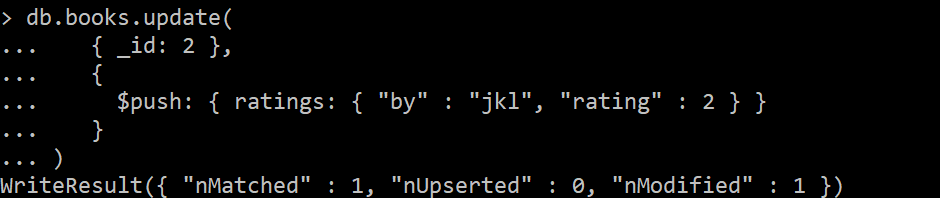 > db.books.update(
...    { _id: 2 },
...    {
...      $push: { ratings: { "by" : "jkl", "rating" : 2 } }
...    }
... )
WriteResult({ "nMatched" : 1, "nUpserted" : 0, "nModified" : 1 })